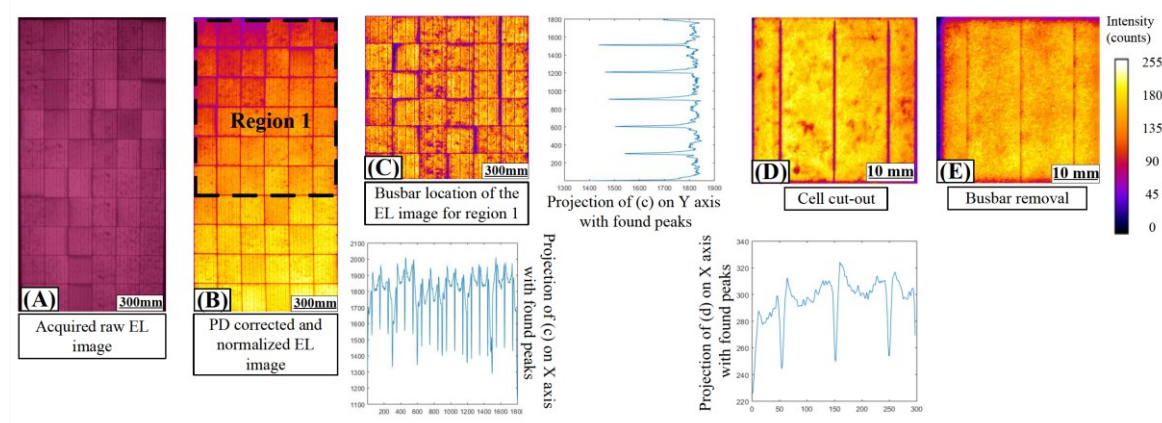 (A)
300mm
Acquired raw EL
image
(B)
Region 1
300mm
PD corrected and
normalized EL
image
(C)
300mm
Busbar location of the
EL image for region 1
1800
1600
1400
1200
1000
800
600
400
200
1300 1400 1500 1600 1700 1800 1900
Projection of (c) on Y axis
with found peaks
(D)
10 mm
Cell cut-out
(E)
10 mm
Busbar removal
Intensity
(counts)
255
180
135
90
45
0
2100
2000
1900
1800
1700
1600
1500
1400
1300
1200
1100
200 400 600 800 1000 1200 1400 1600 1800
Projection of (c) on X axis
with found peaks
Projection of (d) on X axis
with found peaks
340
320
300
280
260
240
220
0 50 100 150 200 250 300